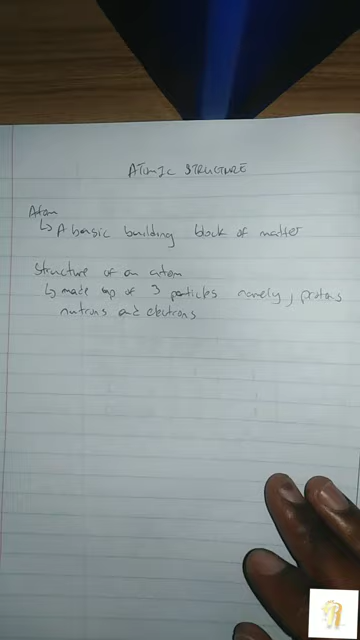 ATOMIC STRUCTURE
Atom
↳ A basic building block of matter
Structure of an atom
↳ made up of 3 particles namely, protons
nutrons and electrons